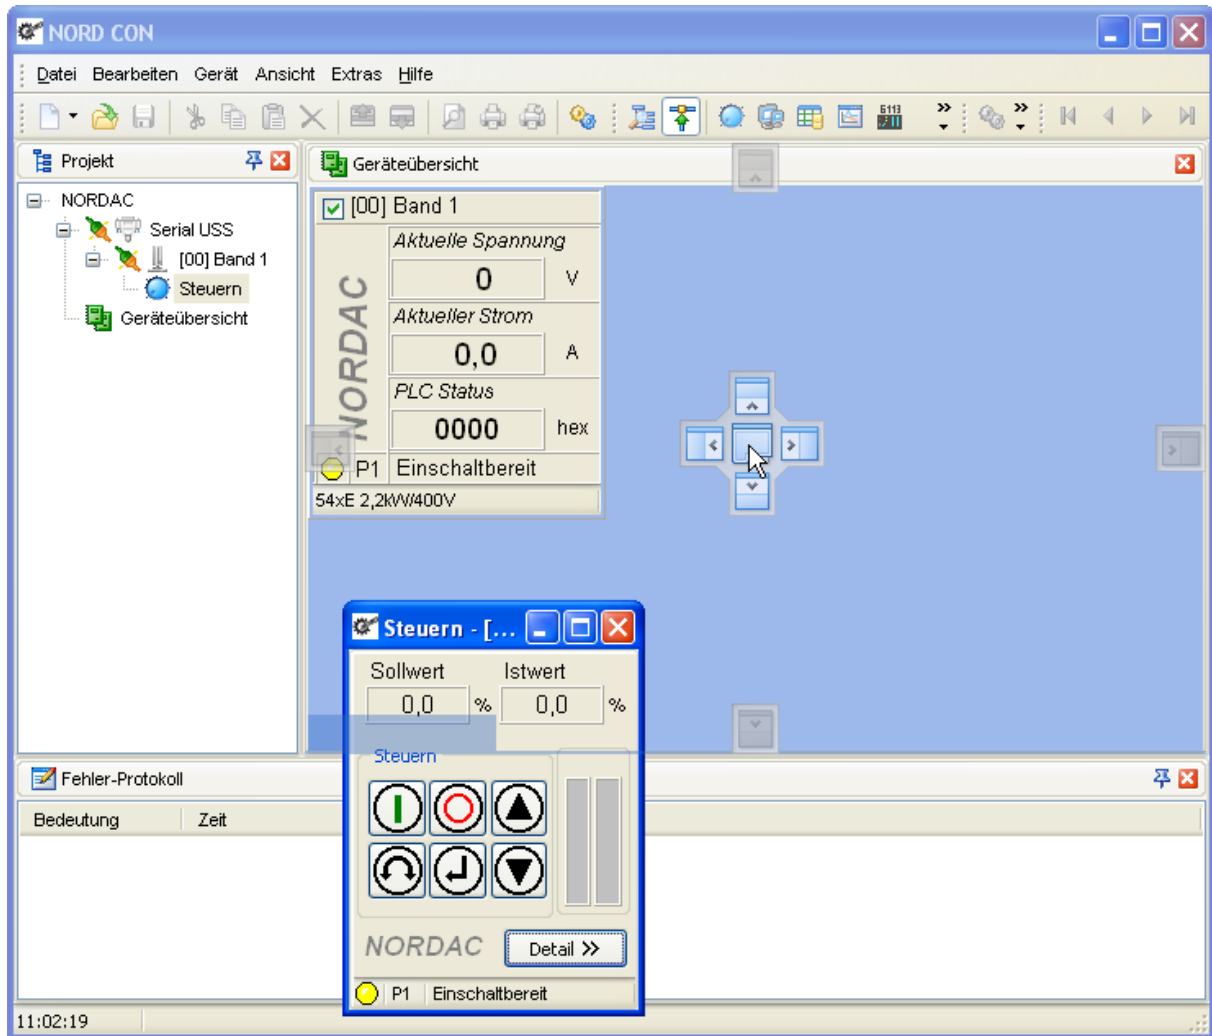 NORD CON
Datei Bearbeiten Gerät Ansicht Extras Hilfe
Projekt
NORDAC
Serial USS
[00] Band 1
Steuern
Geräteübersicht
Geräteübersicht
[00] Band 1
NORDAC
Aktuelle Spannung
0 V
Aktueller Strom
0,0 A
PLC Status
0000 hex
P1 Einschaltbereit
54xE 2,2kW/400V
Steuern - [...
Sollwert Istwert
0,0 % 0,0 %
Steuern
NORDAC Detail >>
P1 Einschaltbereit
Fehler-Protokoll
Bedeutung Zeit
11:02:19